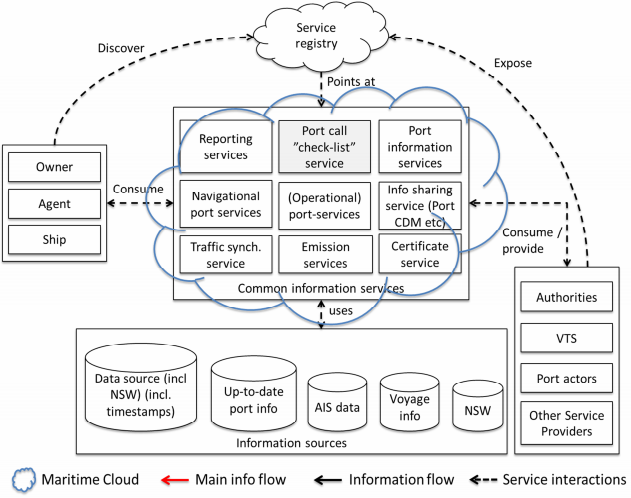 Service
registry
Discover
Expose
Points at
Owner
Agent
Ship
Consume
Reporting
services
Port call
"check-list"
service
Port
information
services
Navigational
port services
(Operational)
port-services
Info sharing
service (Port
CDM etc)
Traffic synch.
service
Emission
services
Certificate
service
Common information services
Consume /
provide
Authorities
VTS
Port actors
Other Service
Providers
uses
Data source (incl
NSW) (incl.
timestamps)
Up-to-date
port info
AIS data
Voyage
info
NSW
Information sources
Maritime Cloud
Main info flow
Information flow
Service interactions